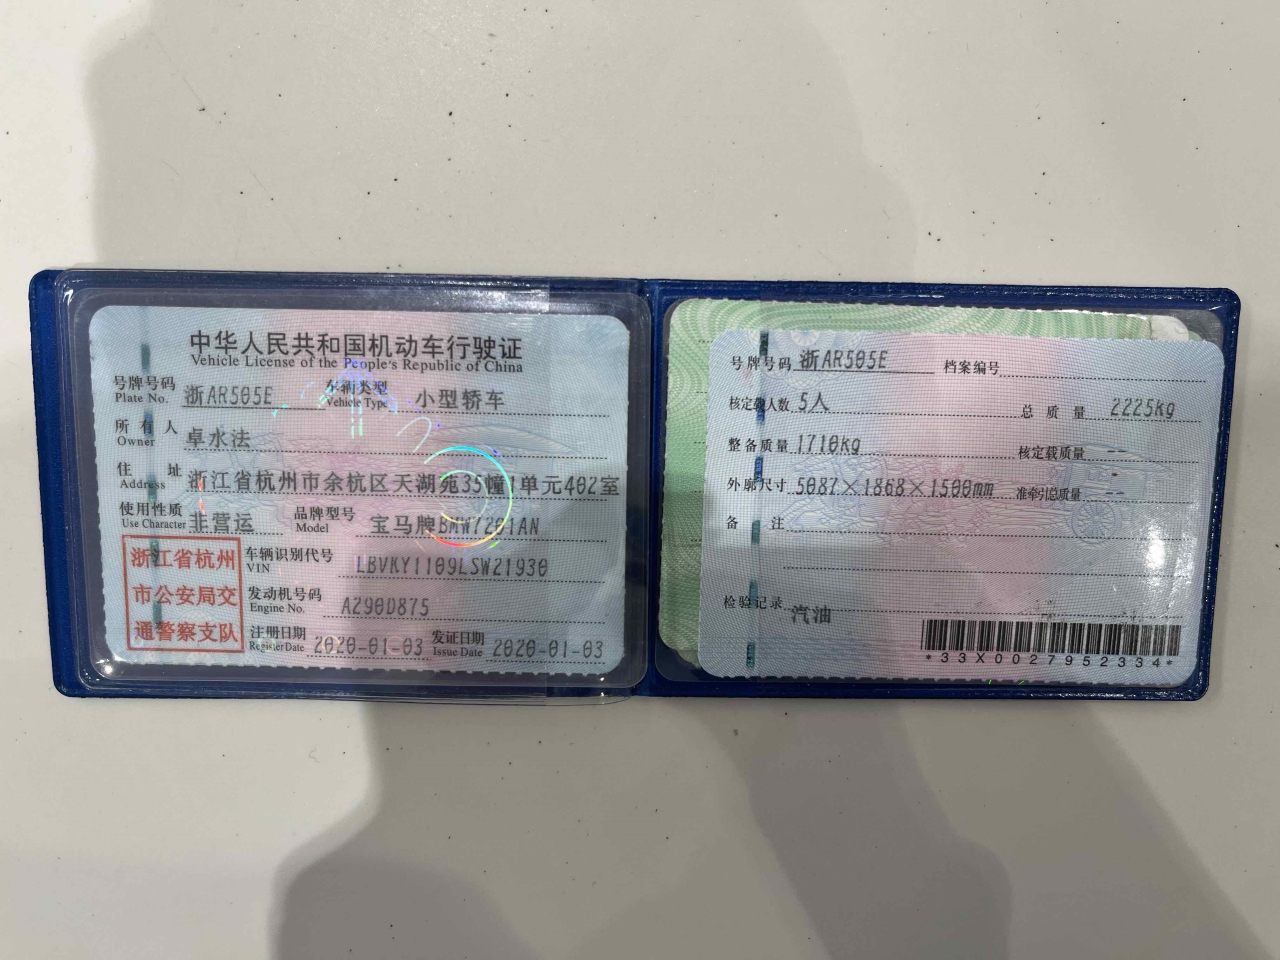 中华人民共和国机动车行驶证
Vehicle License of the People's Republic of China
号牌号码 浙AR505E 车辆类型 小型轿车
Plate No. Vehicle Type
所有人 卓水法
Owner
住址 浙江省杭州市余杭区天湖苑35幢1单元402室
Address
使用性质 非营运 品牌型号 宝马牌BMW7201AN
Use Character Model
浙江省杭州
市公安局交
通警察支队
车辆识别代号 LBVKY1109LSW21930
VIN
发动机号码 A290D875
Engine No.
注册日期 2020-01-03 发证日期 2020-01-03
Register Date Issue Date
号牌号码 浙AR505E 档案编号
核定载人数 5人 总质量 2225kg
整备质量 1710kg 核定载质量 --
外廓尺寸 5087×1868×1500mm 准牵引总质量 --
备注
检验记录
汽油
*33X0027952334*